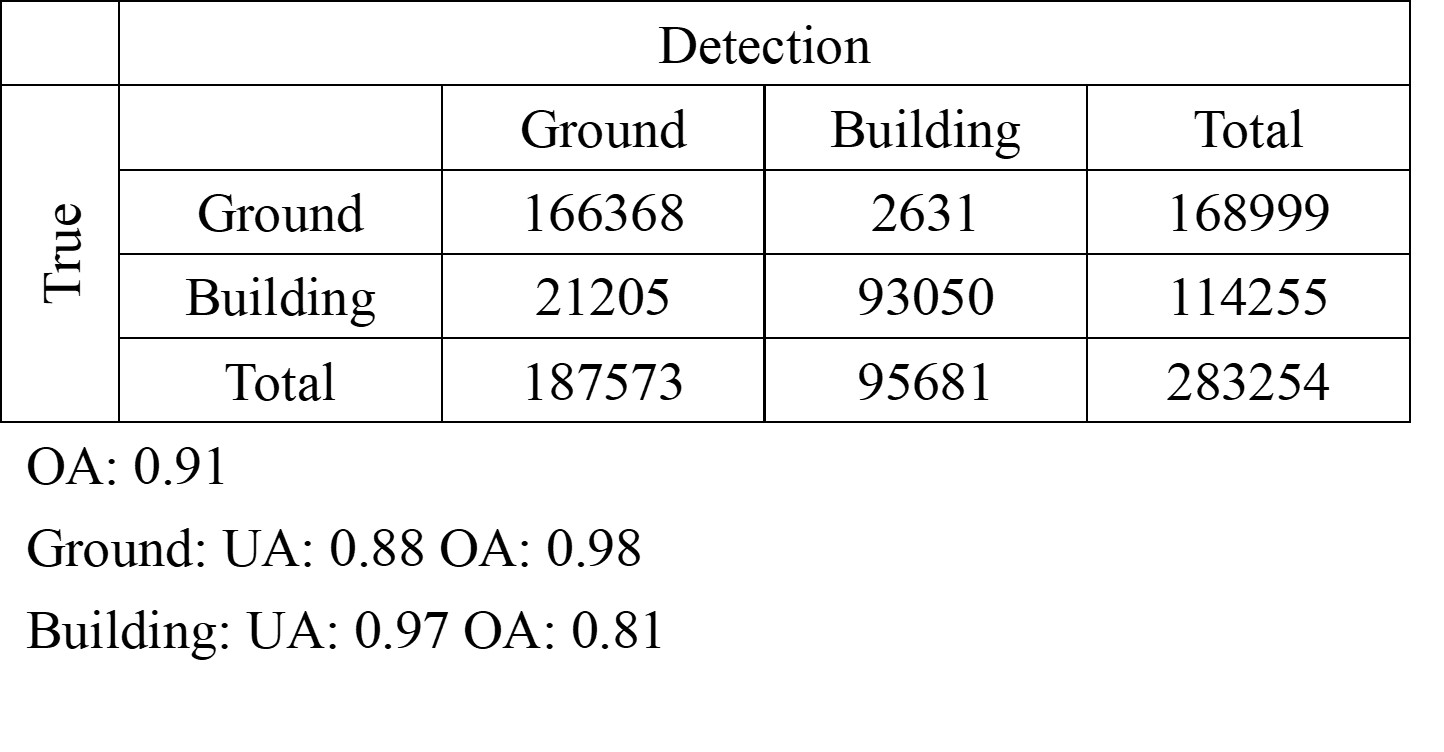 Detection
True
Ground Building Total
Ground 166368 2631 168999
Building 21205 93050 114255
Total 187573 95681 283254
OA: 0.91
Ground: UA: 0.88 OA: 0.98
Building: UA: 0.97 OA: 0.81